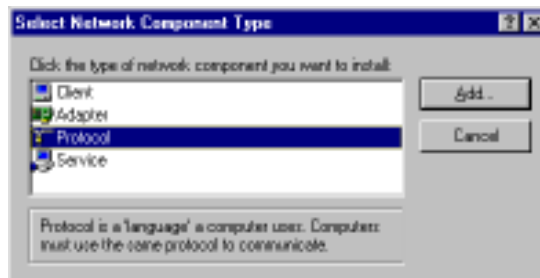 Select Network Component Type
Click the type of network component you want to install:
Client
Adapter
Protocol
Service
Add...
Cancel
Protocol is a 'language' a computer uses. Computers
must use the same protocol to communicate.